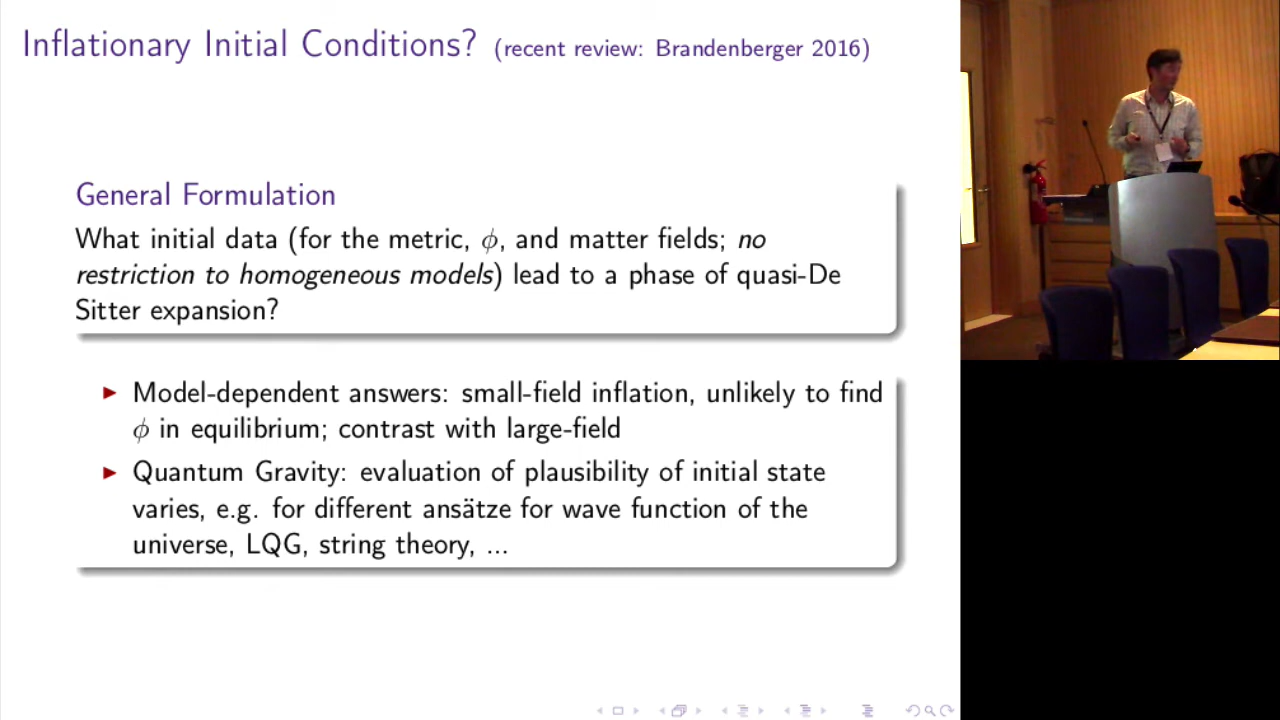 Inflationary Initial Conditions? (recent review: Brandenberger 2016)
General Formulation
What initial data (for the metric, ϕ, and matter fields; no
restriction to homogeneous models) lead to a phase of quasi-De
Sitter expansion?
Model-dependent answers: small-field inflation, unlikely to find
ϕ in equilibrium; contrast with large-field
Quantum Gravity: evaluation of plausibility of initial state
varies, e.g. for different ansätze for wave function of the
universe, LQG, string theory, ...